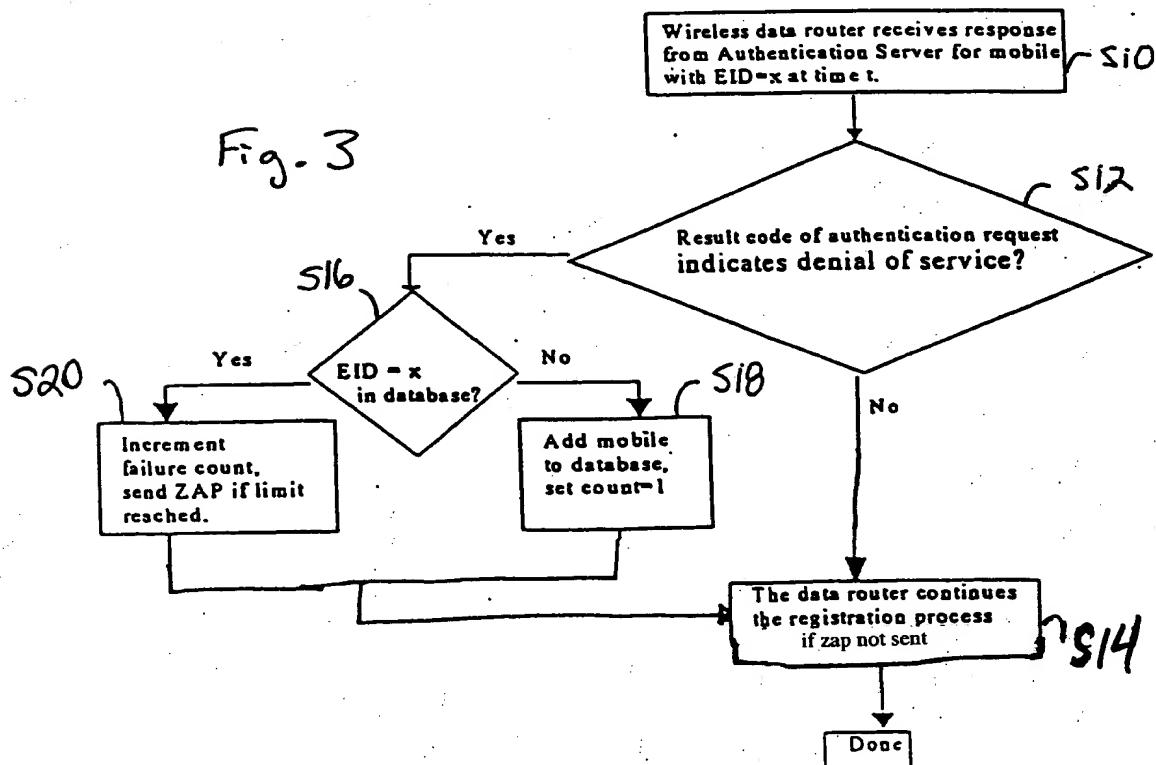 Wireless data router receives response
from Authentication Server for mobile
with EID=x at time t.
S10
Fig. 3
S12
Result code of authentication request
indicates denial of service?
Yes
S16
EID = x
in database?
Yes
No
S20
Increment
failure count,
send ZAP if limit
reached.
S18
Add mobile
to database,
set count=1
No
The data router continues
the registration process
if zap not sent
S14
Done